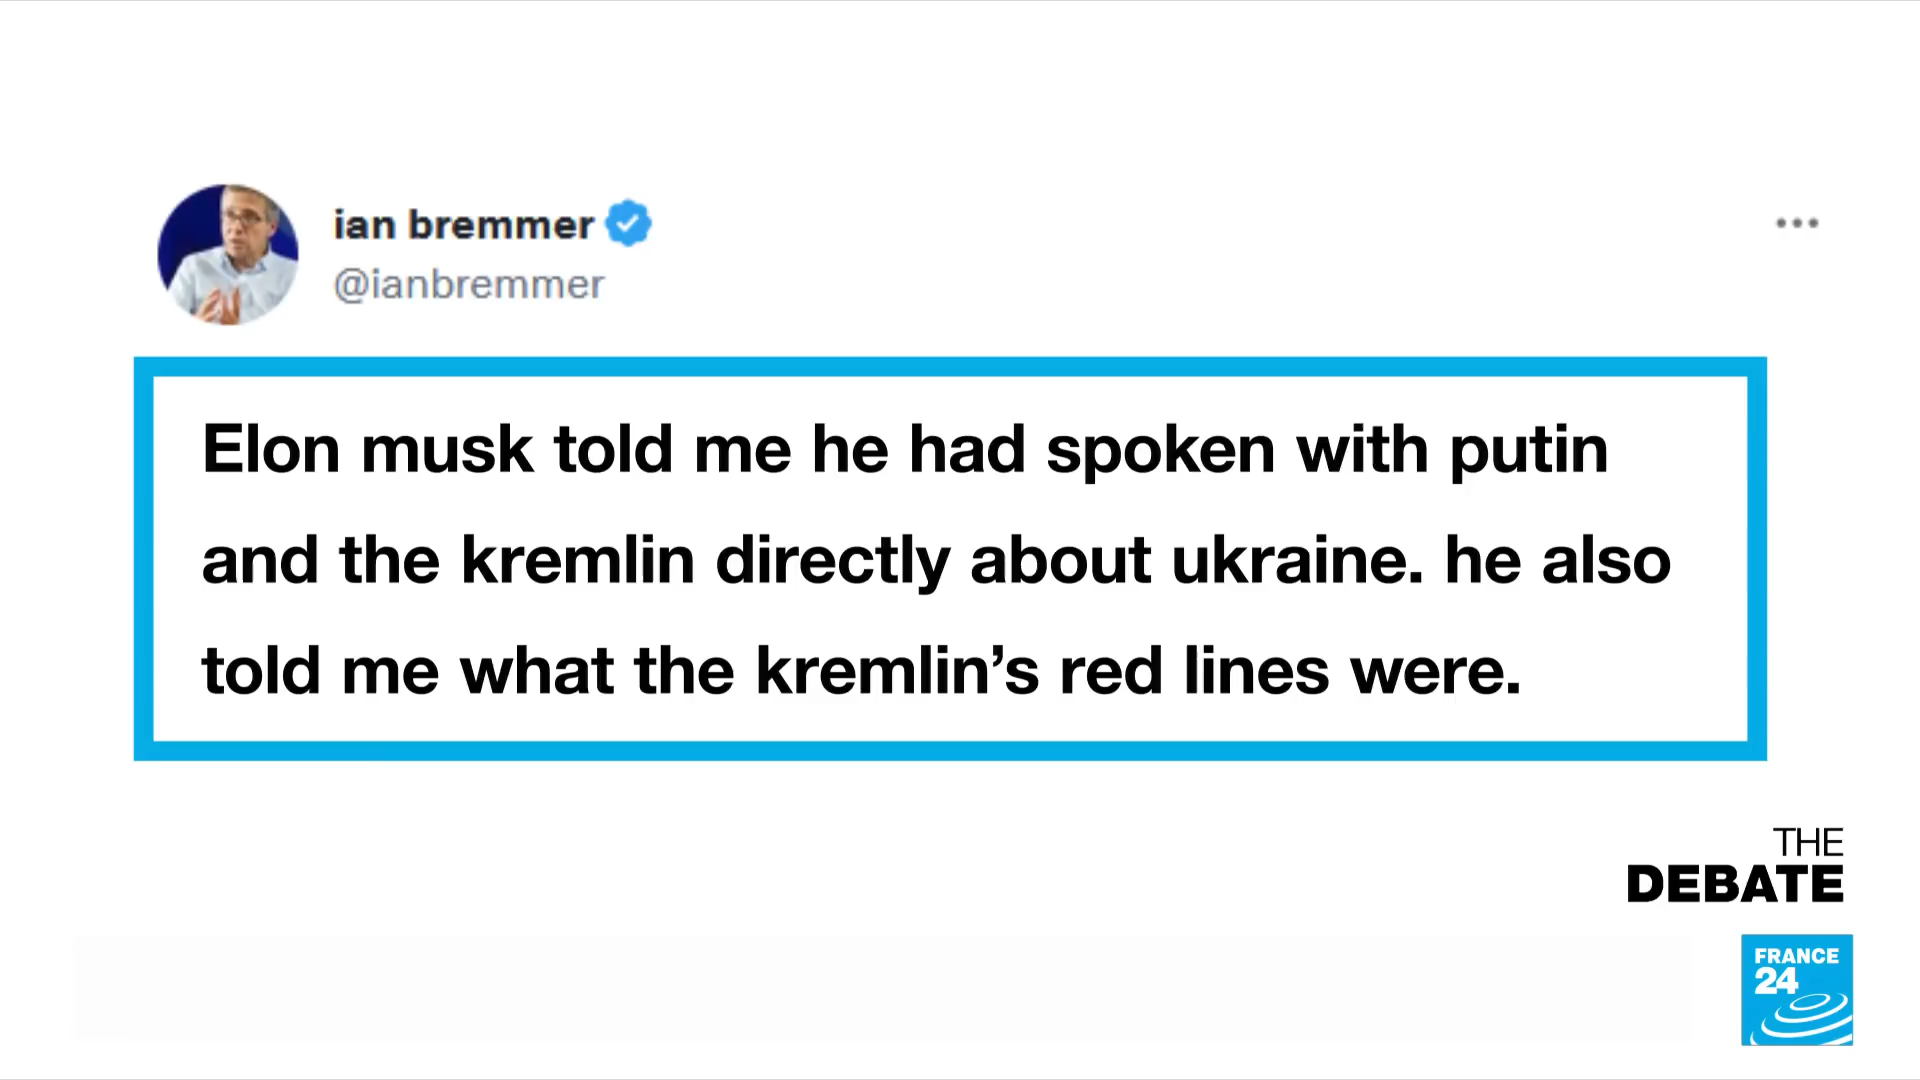 ian bremmer
@ianbremmer
Elon musk told me he had spoken with putin
and the kremlin directly about ukraine. he also
told me what the kremlin’s red lines were.
THE
DEBATE
FRANCE
24